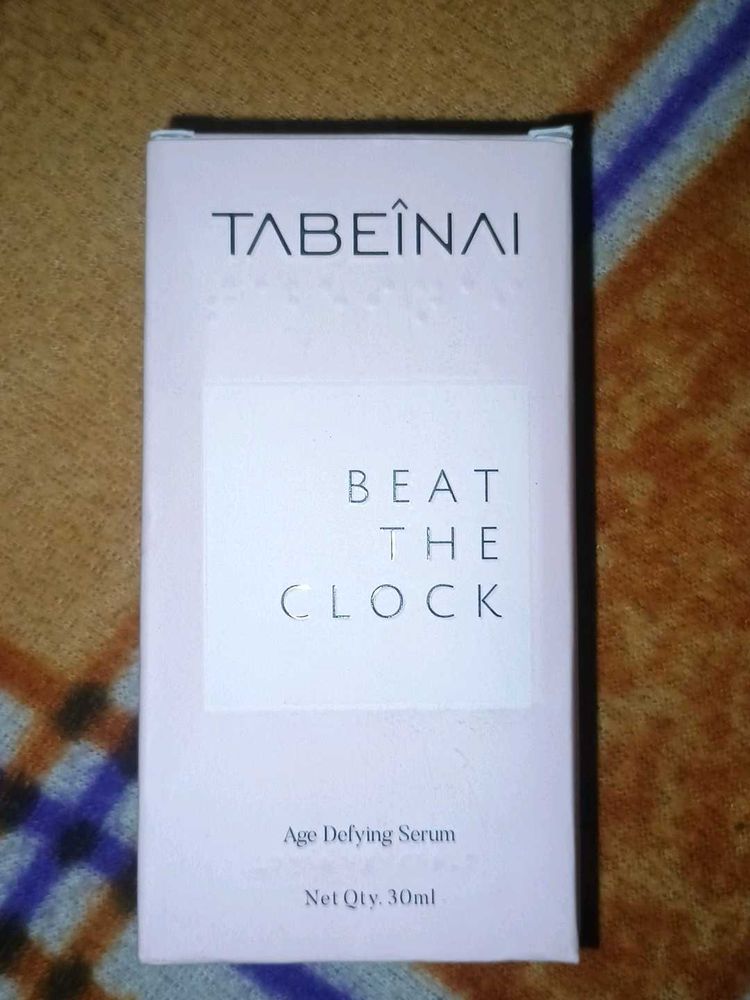 TABEÎNAI
BEAT
THE
CLOCK
Age Defying Serum
Net Qty. 30ml